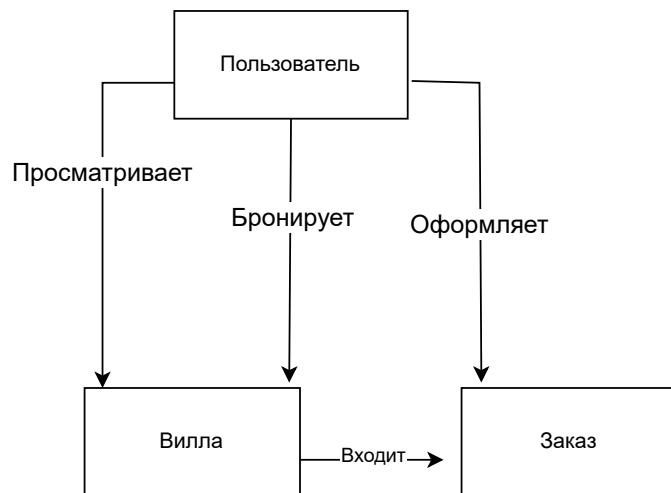 Пользователь
Просматривает
Бронирует
Оформляет
Вилла
Входит
Заказ